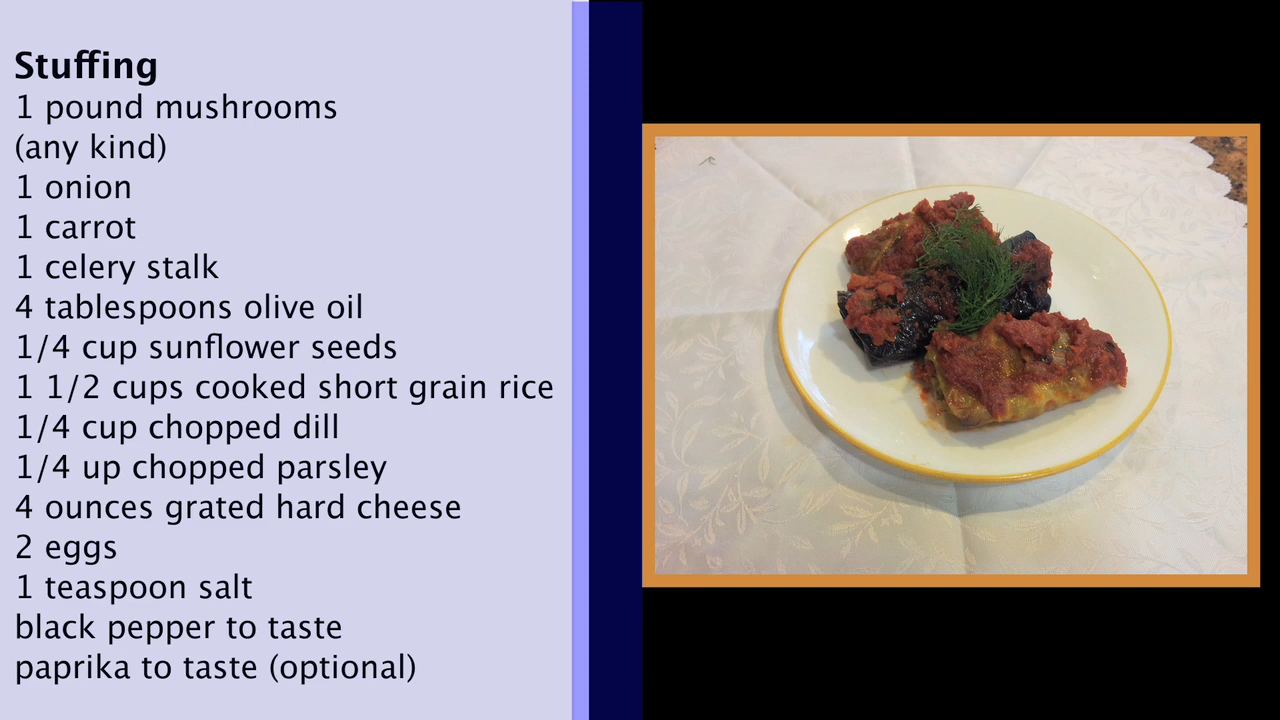 Stuffing
1 pound mushrooms
(any kind)
1 onion
1 carrot
1 celery stalk
4 tablespoons olive oil
1/4 cup sunflower seeds
1 1/2 cups cooked short grain rice
1/4 cup chopped dill
1/4 up chopped parsley
4 ounces grated hard cheese
2 eggs
1 teaspoon salt
black pepper to taste
paprika to taste (optional)